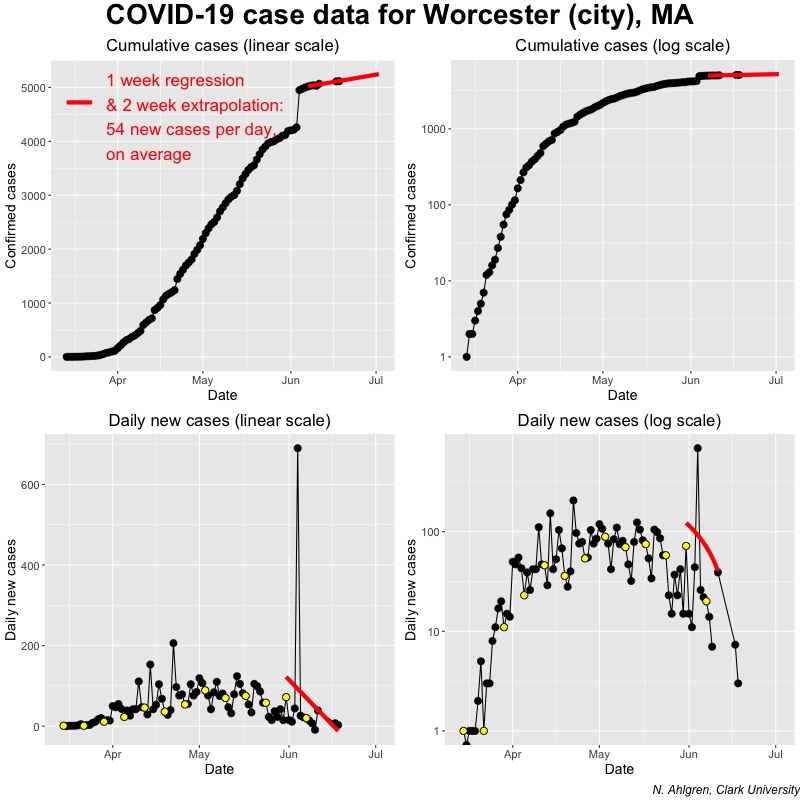 COVID-19 case data for Worcester (city), MA
Cumulative cases (linear scale)
1 week regression
& 2 week extrapolation:
54 new cases per day,
on average
Confirmed cases
5000
4000
3000
2000
1000
0
Apr May Jun Jul
Date
Cumulative cases (log scale)
Confirmed cases
1000
100
10
1
Apr May Jun Jul
Date
Daily new cases (linear scale)
Daily new cases
600
400
200
0
Apr May Jun Jul
Date
Daily new cases (log scale)
Daily new cases
100
10
1
Apr May Jun Jul
Date
N. Ahlgren, Clark University